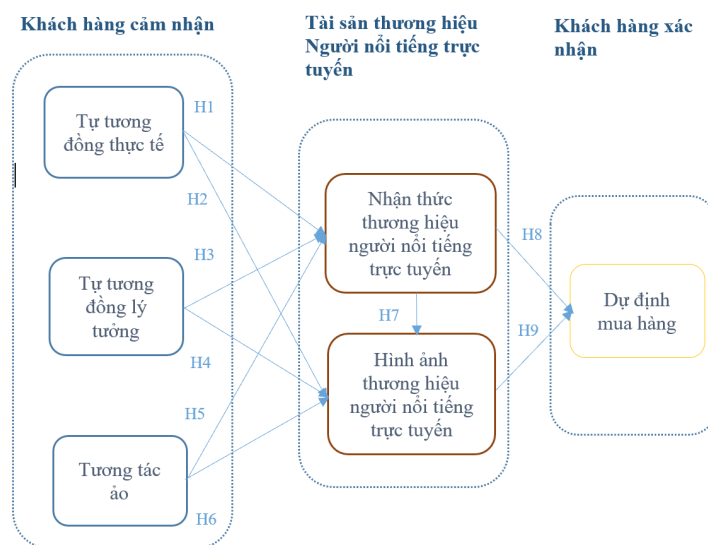 Khách hàng cảm nhận
Tài sản thương hiệu
Người nổi tiếng trực
tuyến
Khách hàng xác
nhận
Tự tương
đồng thực tế
H1
H2
Tự tương
đồng lý
tưởng
H3
H4
Tương tác
ảo
H5
H6
Nhận thức
thương hiệu
người nổi tiếng
trực tuyến
H7
Hình ảnh
thương hiệu
người nổi tiếng
trực tuyến
H8
H9
Dự định
mua hàng